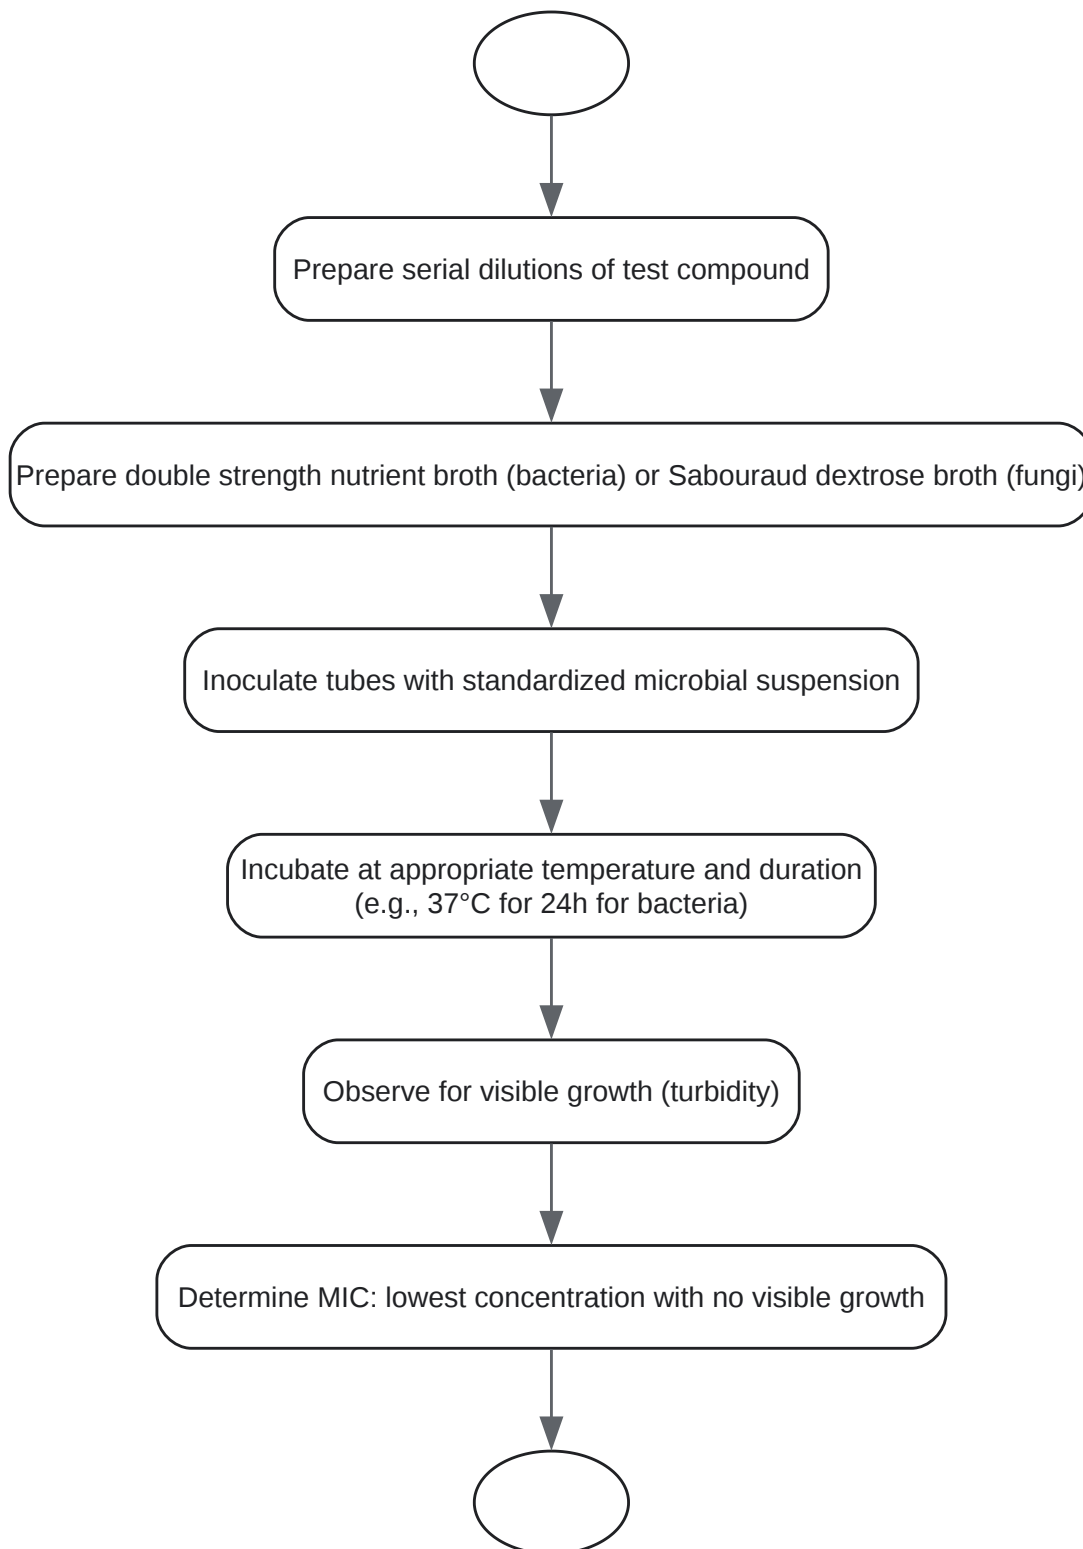 Prepare serial dilutions of test compound
Prepare double strength nutrient broth (bacteria) or Sabouraud dextrose broth (fungi)
Inoculate tubes with standardized microbial suspension
Incubate at appropriate temperature and duration
(e.g., 37°C for 24h for bacteria)
Observe for visible growth (turbidity)
Determine MIC: lowest concentration with no visible growth